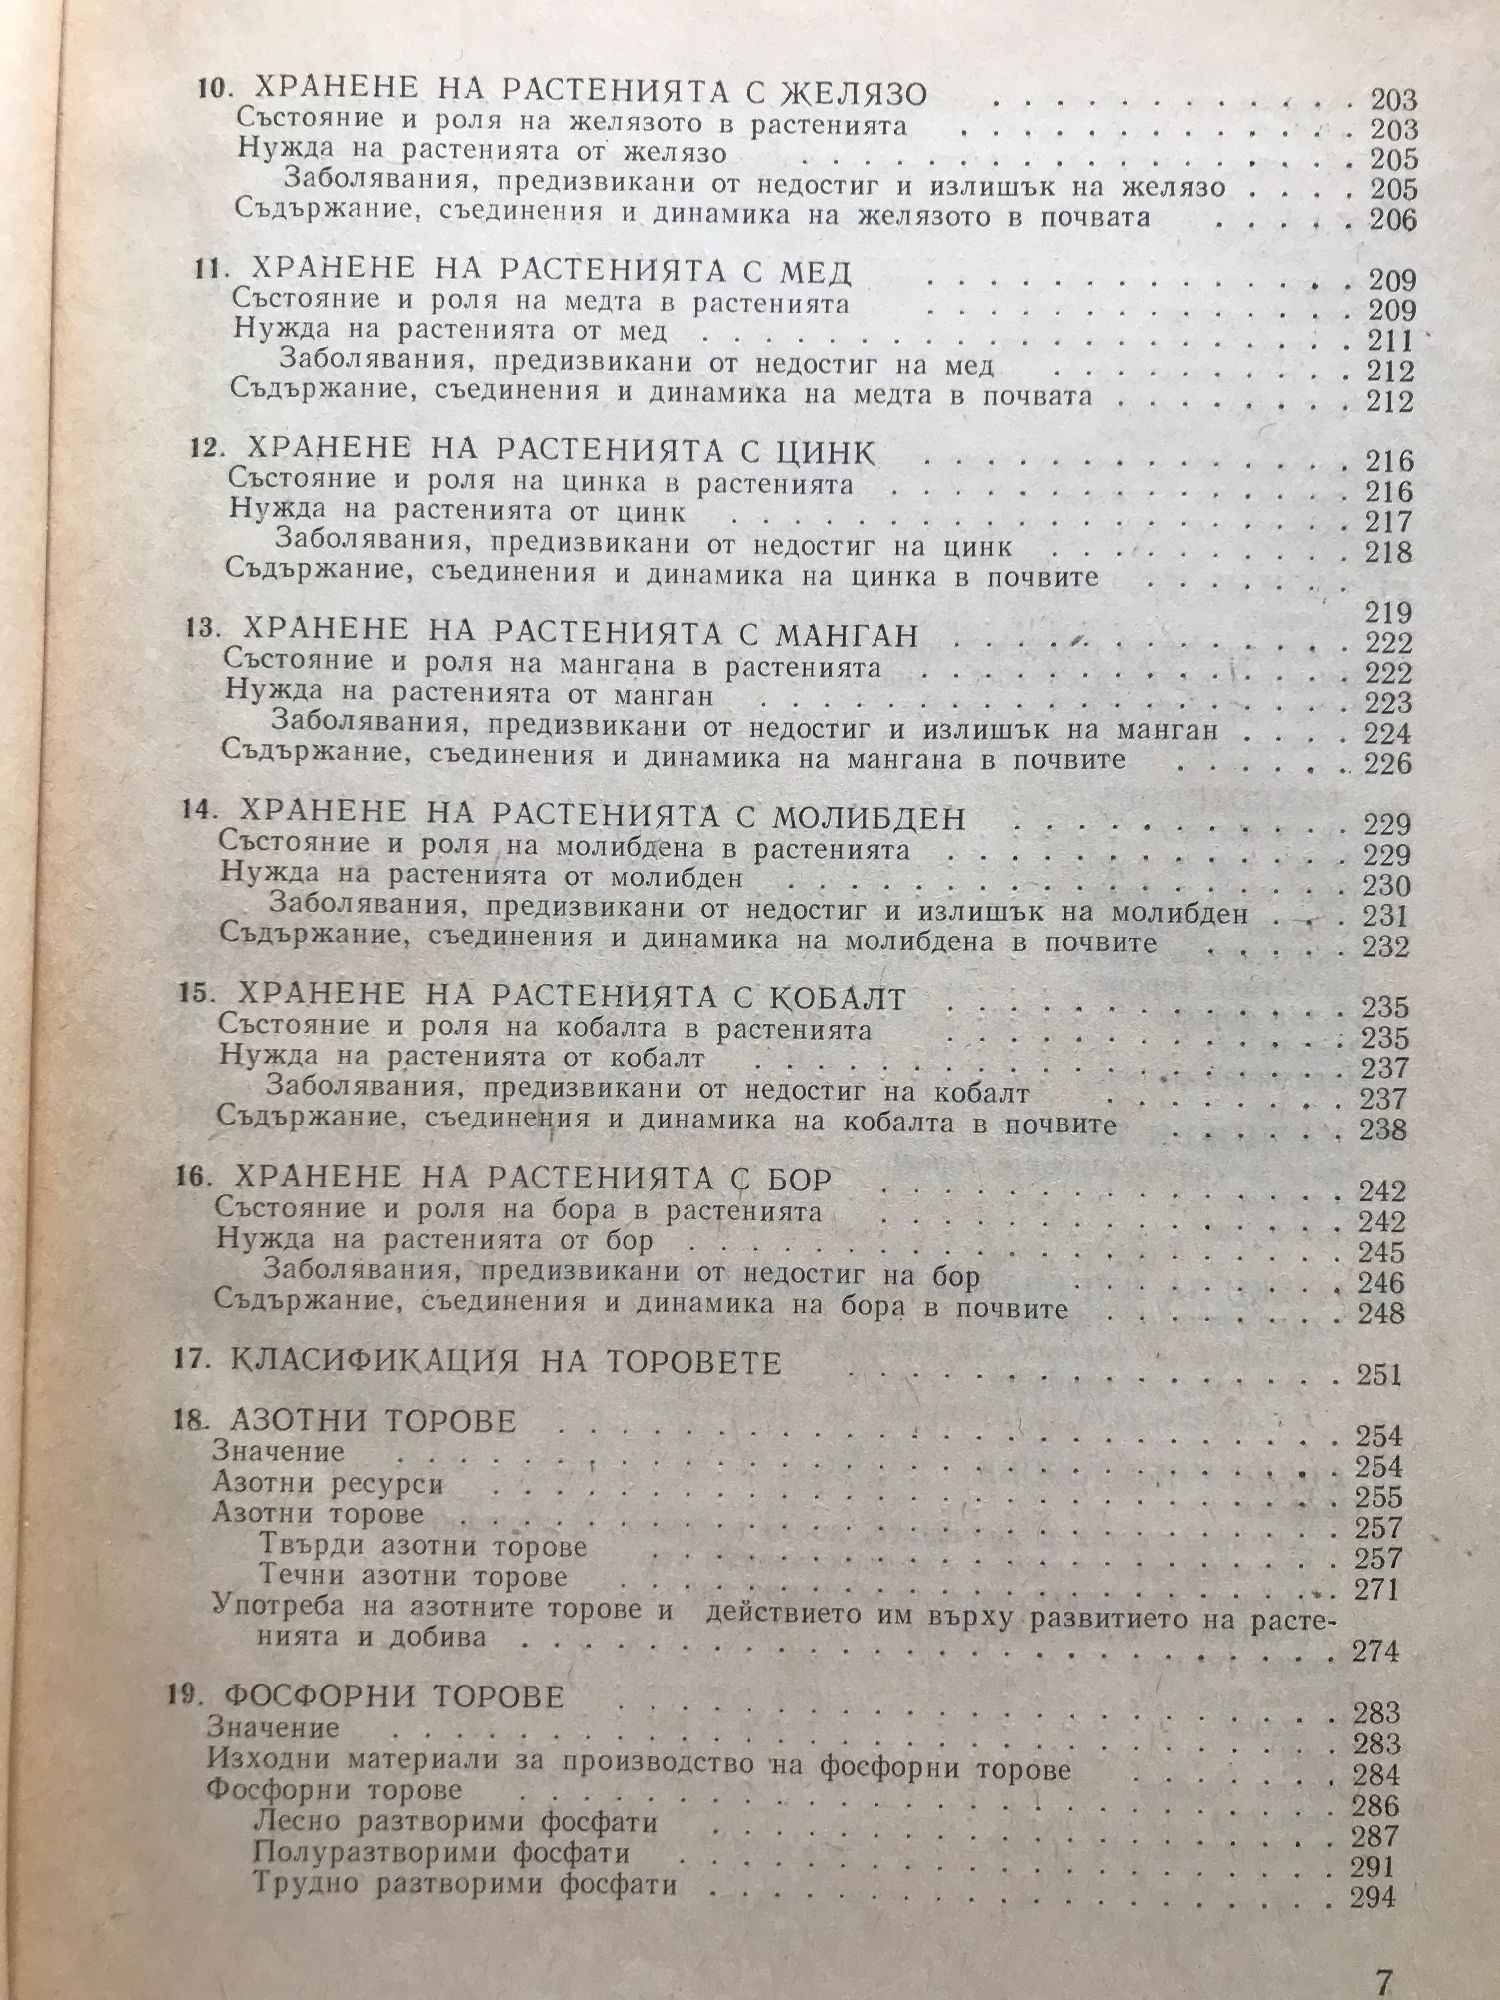 10. ХРАНЕНЕ НА РАСТЕНИЯТА С ЖЕЛЯЗО . . . . . . . . . . . . 203
Състояние и роля на желязото в растенията . . . . . . . . . . . . . 203
Нужда на растенията от желязо . . . . . . . . . . . . . . . . . . 205
Заболявания, предизвикани от недостиг и излишък на желязо . . . . 205
Съдържание, съединения и динамика на желязото в почвата . . . . . 206
11. ХРАНЕНЕ НА РАСТЕНИЯТА С МЕД . . . . . . . . . . . . . . 209
Състояние и роля на медта в растенията . . . . . . . . . . . . . . 209
Нужда на растенията от мед . . . . . . . . . . . . . . . . . . . . . 211
Заболявания, предизвикани от недостиг на мед . . . . . . . . . . 212
Съдържание, съединения и динамика на медта в почвата . . . . . . . . 212
12. ХРАНЕНЕ НА РАСТЕНИЯТА С ЦИНК . . . . . . . . . . . . . . 216
Състояние и роля на цинка в растенията . . . . . . . . . . . . . . . 216
Нужда на растенията от цинк . . . . . . . . . . . . . . . . . . . . 217
Заболявания, предизвикани от недостиг на цинк . . . . . . . . . . 218
Съдържание, съединения и динамика на цинка в почвите . . . . . . .
219
13. ХРАНЕНЕ НА РАСТЕНИЯТА С МАНГАН . . . . . . . . . . . . . 222
Състояние и роля на мангана в растенията . . . . . . . . . . . . . . 222
Нужда на растенията от манган . . . . . . . . . . . . . . . . . . . 223
Заболявания, предизвикани от недостиг и излишък на манган . . . . 224
Съдържание, съединения и динамика на мангана в почвите . . . . . . 226
14. ХРАНЕНЕ НА РАСТЕНИЯТА С МОЛИБДЕН . . . . . . . . . . . 229
Състояние и роля на молибдена в растенията . . . . . . . . . . . . . 229
Нужда на растенията от молибден . . . . . . . . . . . . . . . . . . 230
Заболявания, предизвикани от недостиг и излишък на молибден . . . 231
Съдържание, съединения и динамика на молибдена в почвите . . . . . 232
15. ХРАНЕНЕ НА РАСТЕНИЯТА С КОБАЛТ . . . . . . . . . . . . . 235
Състояние и роля на кобалта в растенията . . . . . . . . . . . . . 235
Нужда на растенията от кобалт . . . . . . . . . . . . . . . . . . . 237
Заболявания, предизвикани от недостиг на кобалт . . . . . . . . 237
Съдържание, съединения и динамика на кобалта в почвите . . . . . . 238
16. ХРАНЕНЕ НА РАСТЕНИЯТА С БОР . . . . . . . . . . . . . . . 242
Състояние и роля на бора в растенията . . . . . . . . . . . . . . . 242
Нужда на растенията от бор . . . . . . . . . . . . . . . . . . . . . 245
Заболявания, предизвикани от недостиг на бор . . . . . . . . . 246
Съдържание, съединения и динамика на бора в почвите . . . . . . . . 248
17. КЛАСИФИКАЦИЯ НА ТОРОВЕТЕ . . . . . . . . . . . . . . . . 251
18. АЗОТНИ ТОРОВЕ . . . . . . . . . . . . . . . . . . . . . . . . . 254
Значение . . . . . . . . . . . . . . . . . . . . . . . . . . . . . . 254
Азотни ресурси . . . . . . . . . . . . . . . . . . . . . . . . . . . 255
Азотни торове . . . . . . . . . . . . . . . . . . . . . . . . . . . . 257
Твърди азотни торове . . . . . . . . . . . . . . . . . . . . . . 257
Течни азотни торове . . . . . . . . . . . . . . . . . . . . . . . 271
Употреба на азотните торове и действието им върху развитието на расте-
нията и добива . . . . . . . . . . . . . . . . . . . . . . . . . . 274
19. ФОСФОРНИ ТОРОВЕ . . . . . . . . . . . . . . . . . . . . . . . 283
Значение . . . . . . . . . . . . . . . . . . . . . . . . . . . . . . 283
Изходни материали за производство на фосфорни торове . . . . . . . 284
Фосфорни торове . . . . . . . . . . . . . . . . . . . . . . . . . . 286
Лесно разтворими фосфати . . . . . . . . . . . . . . . . . . . . 287
Полуразтворими фосфати . . . . . . . . . . . . . . . . . . . . . 291
Трудно разтворими фосфати . . . . . . . . . . . . . . . . . . . . 294
7